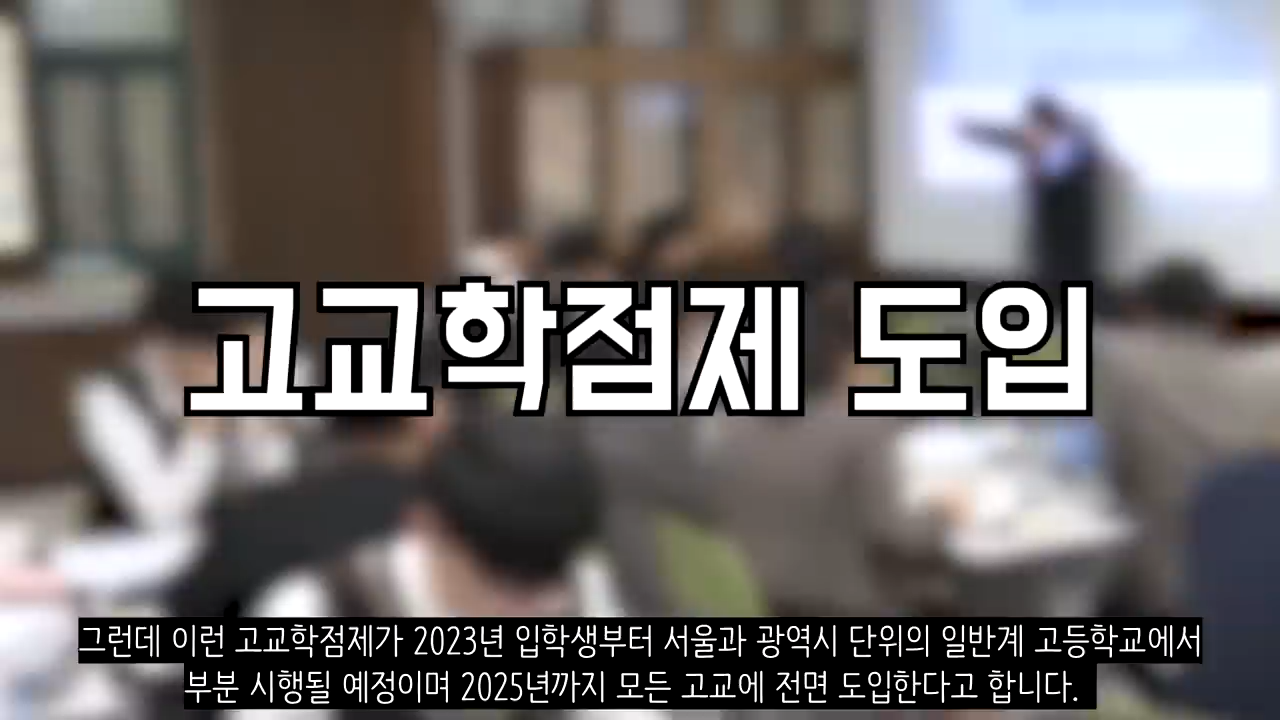 고교학점제 도입
그런데 이런 고교학점제가 2023년 입학생부터 서울과 광역시 단위의 일반계 고등학교에서
부분 시행될 예정이며 2025년까지 모든 고교에 전면 도입한다고 합니다.